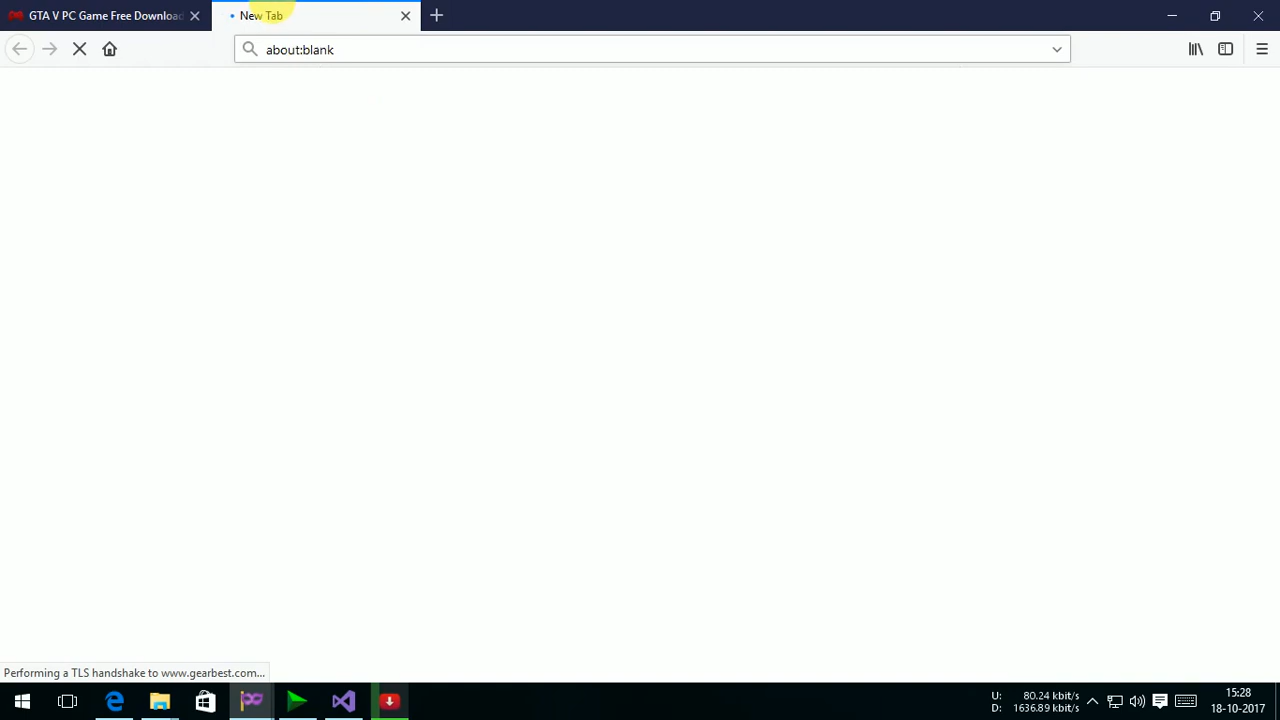 GTA V PC Game Free Download
New Tab
about:blank
Performing a TLS handshake to www.gearbest.com...
U: 80.24 kbit/s
D: 1636.89 kbit/s
15:28
18-10-2017